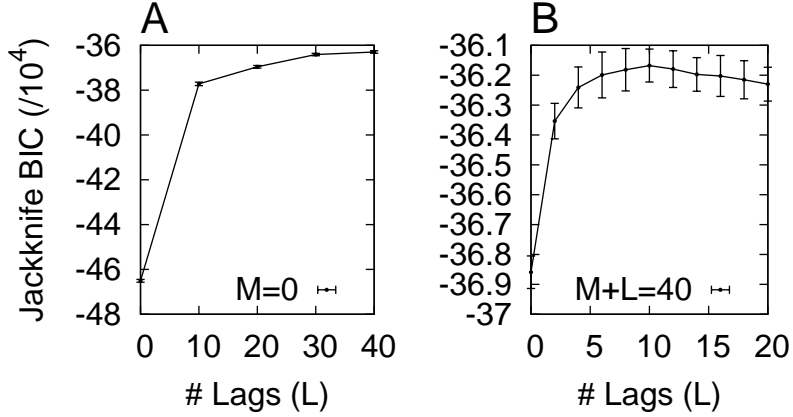 A
Jackknife BIC (/10^4)
-36
-38
-40
-42
-44
-46
-48
M=0
0 10 20 30 40
# Lags (L)
B
-36.1
-36.2
-36.3
-36.4
-36.5
-36.6
-36.7
-36.8
-36.9
-37
M+L=40
0 5 10 15 20
# Lags (L)